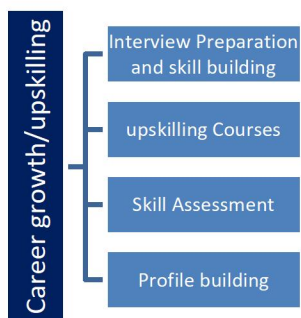 Career growth/upskilling
Interview Preparation
and skill building
upskilling Courses
Skill Assessment
Profile building